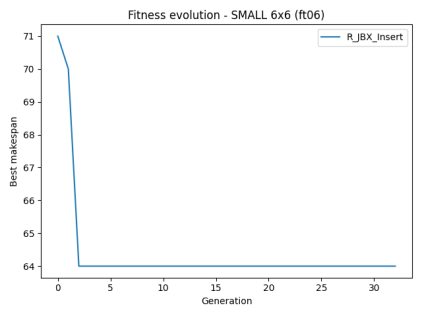 Fitness evolution - SMALL 6x6 (ft06)
R_JBX_Insert
Best makespan
71
70
69
68
67
66
65
64
0 5 10 15 20 25 30
Generation